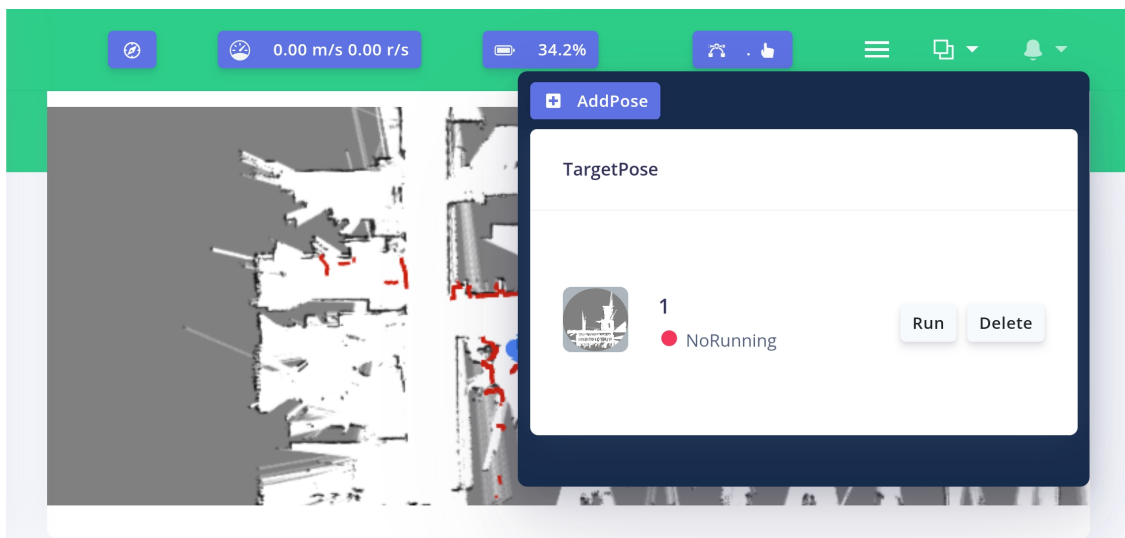 0.00 m/s 0.00 r/s
34.2%
.
AddPose
TargetPose
1
NoRunning
Run
Delete